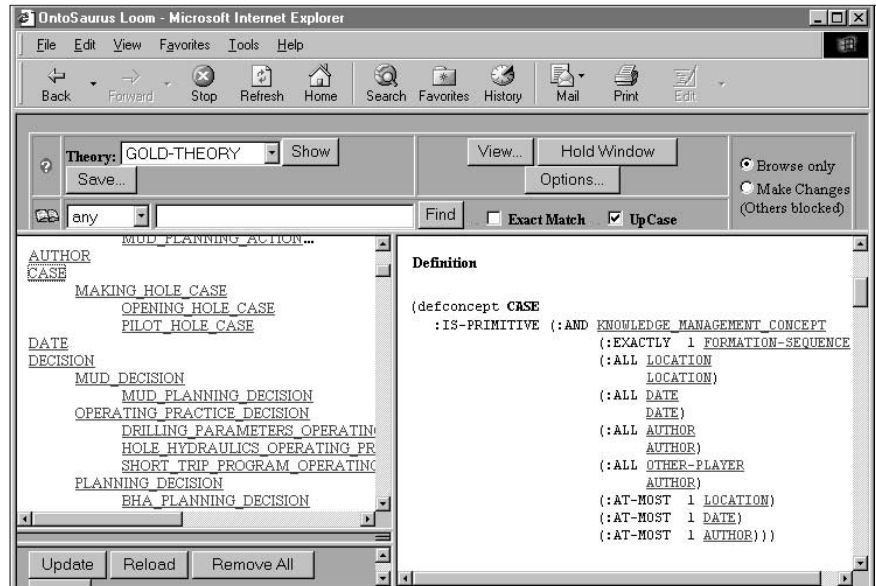 OntoSaurus Loom - Microsoft Internet Explorer
File Edit View Favorites Tools Help
Back Forward Stop Refresh Home Search Favorites History Mail Print Edit
Theory: GOLD-THEORY Show
Save...
View... Hold Window
Options...
Browse only
Make Changes
(Others blocked)
any Find Exact Match UpCase
MUD_PLANNING_ACTION...
AUTHOR
CASE
MAKING_HOLE_CASE
OPENING_HOLE_CASE
PILOT_HOLE_CASE
DATE
DECISION
MUD_DECISION
MUD_PLANNING_DECISION
OPERATING_PRACTICE_DECISION
DRILLING_PARAMETERS_OPERATIN
HOLE_HYDRAULICS_OPERATING_PR
SHORT_TRIP_PROGRAM_OPERATING
PLANNING_DECISION
BHA_PLANNING_DECISION
Update Reload Remove All
Definition
(defconcept CASE
:IS-PRIMITIVE (:AND KNOWLEDGE_MANAGEMENT_CONCEPT
(:EXACTLY 1 FORMATION-SEQUENCE
(:ALL LOCATION
LOCATION)
(:ALL DATE
DATE)
(:ALL AUTHOR
AUTHOR)
(:ALL OTHER-PLAYER
AUTHOR)
(:AT-MOST 1 LOCATION)
(:AT-MOST 1 DATE)
(:AT-MOST 1 AUTHOR)))